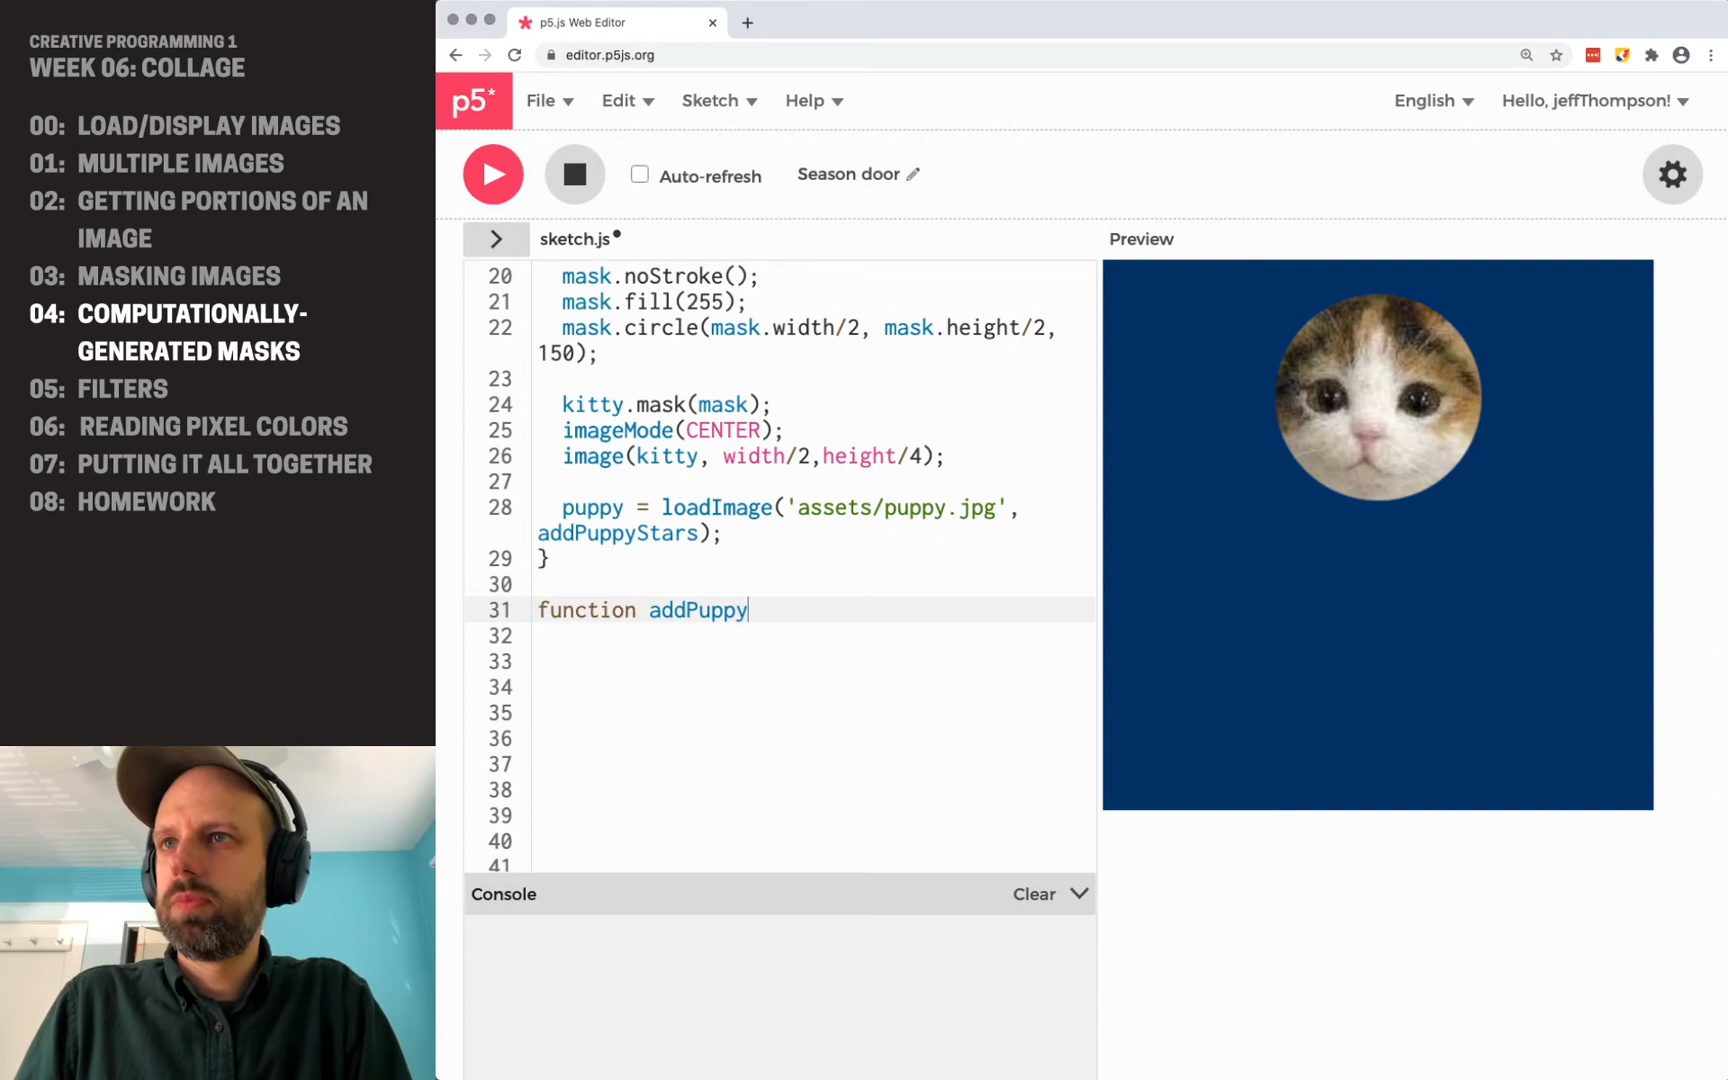 CREATIVE PROGRAMMING 1
WEEK 06: COLLAGE
00: LOAD/DISPLAY IMAGES
01: MULTIPLE IMAGES
02: GETTING PORTIONS OF AN
IMAGE
03: MASKING IMAGES
04: COMPUTATIONALLY-
GENERATED MASKS
05: FILTERS
06: READING PIXEL COLORS
07: PUTTING IT ALL TOGETHER
08: HOMEWORK
p5.js Web Editor
editor.p5js.org
p5* File Edit Sketch Help English Hello, jeffThompson!
Auto-refresh Season door
sketch.js
Preview
20 mask.noStroke();
21 mask.fill(255);
22 mask.circle(mask.width/2, mask.height/2,
150);
23
24 kitty.mask(mask);
25 imageMode(CENTER);
26 image(kitty, width/2,height/4);
27
28 puppy = loadImage('assets/puppy.jpg',
addPuppyStars);
29 }
30
31 function addPuppy
32
33
34
35
36
37
38
39
40
41
Console Clear